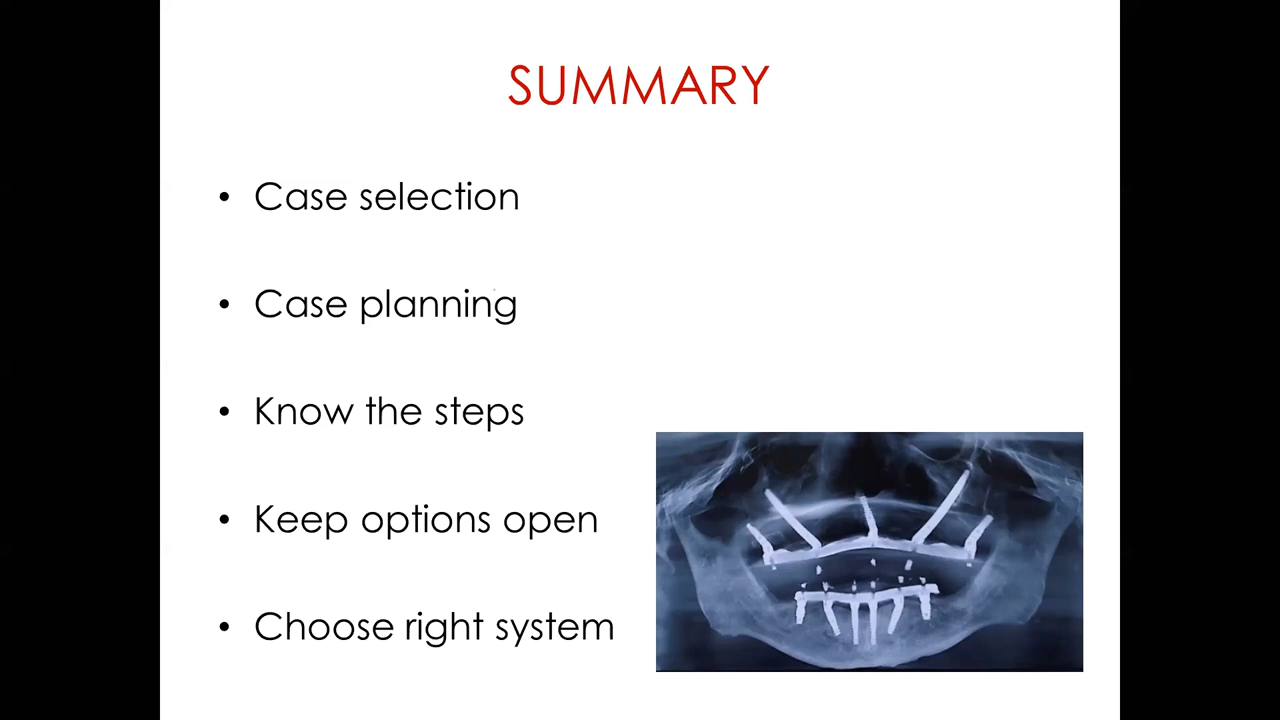 SUMMARY
• Case selection
• Case planning
• Know the steps
• Keep options open
• Choose right system